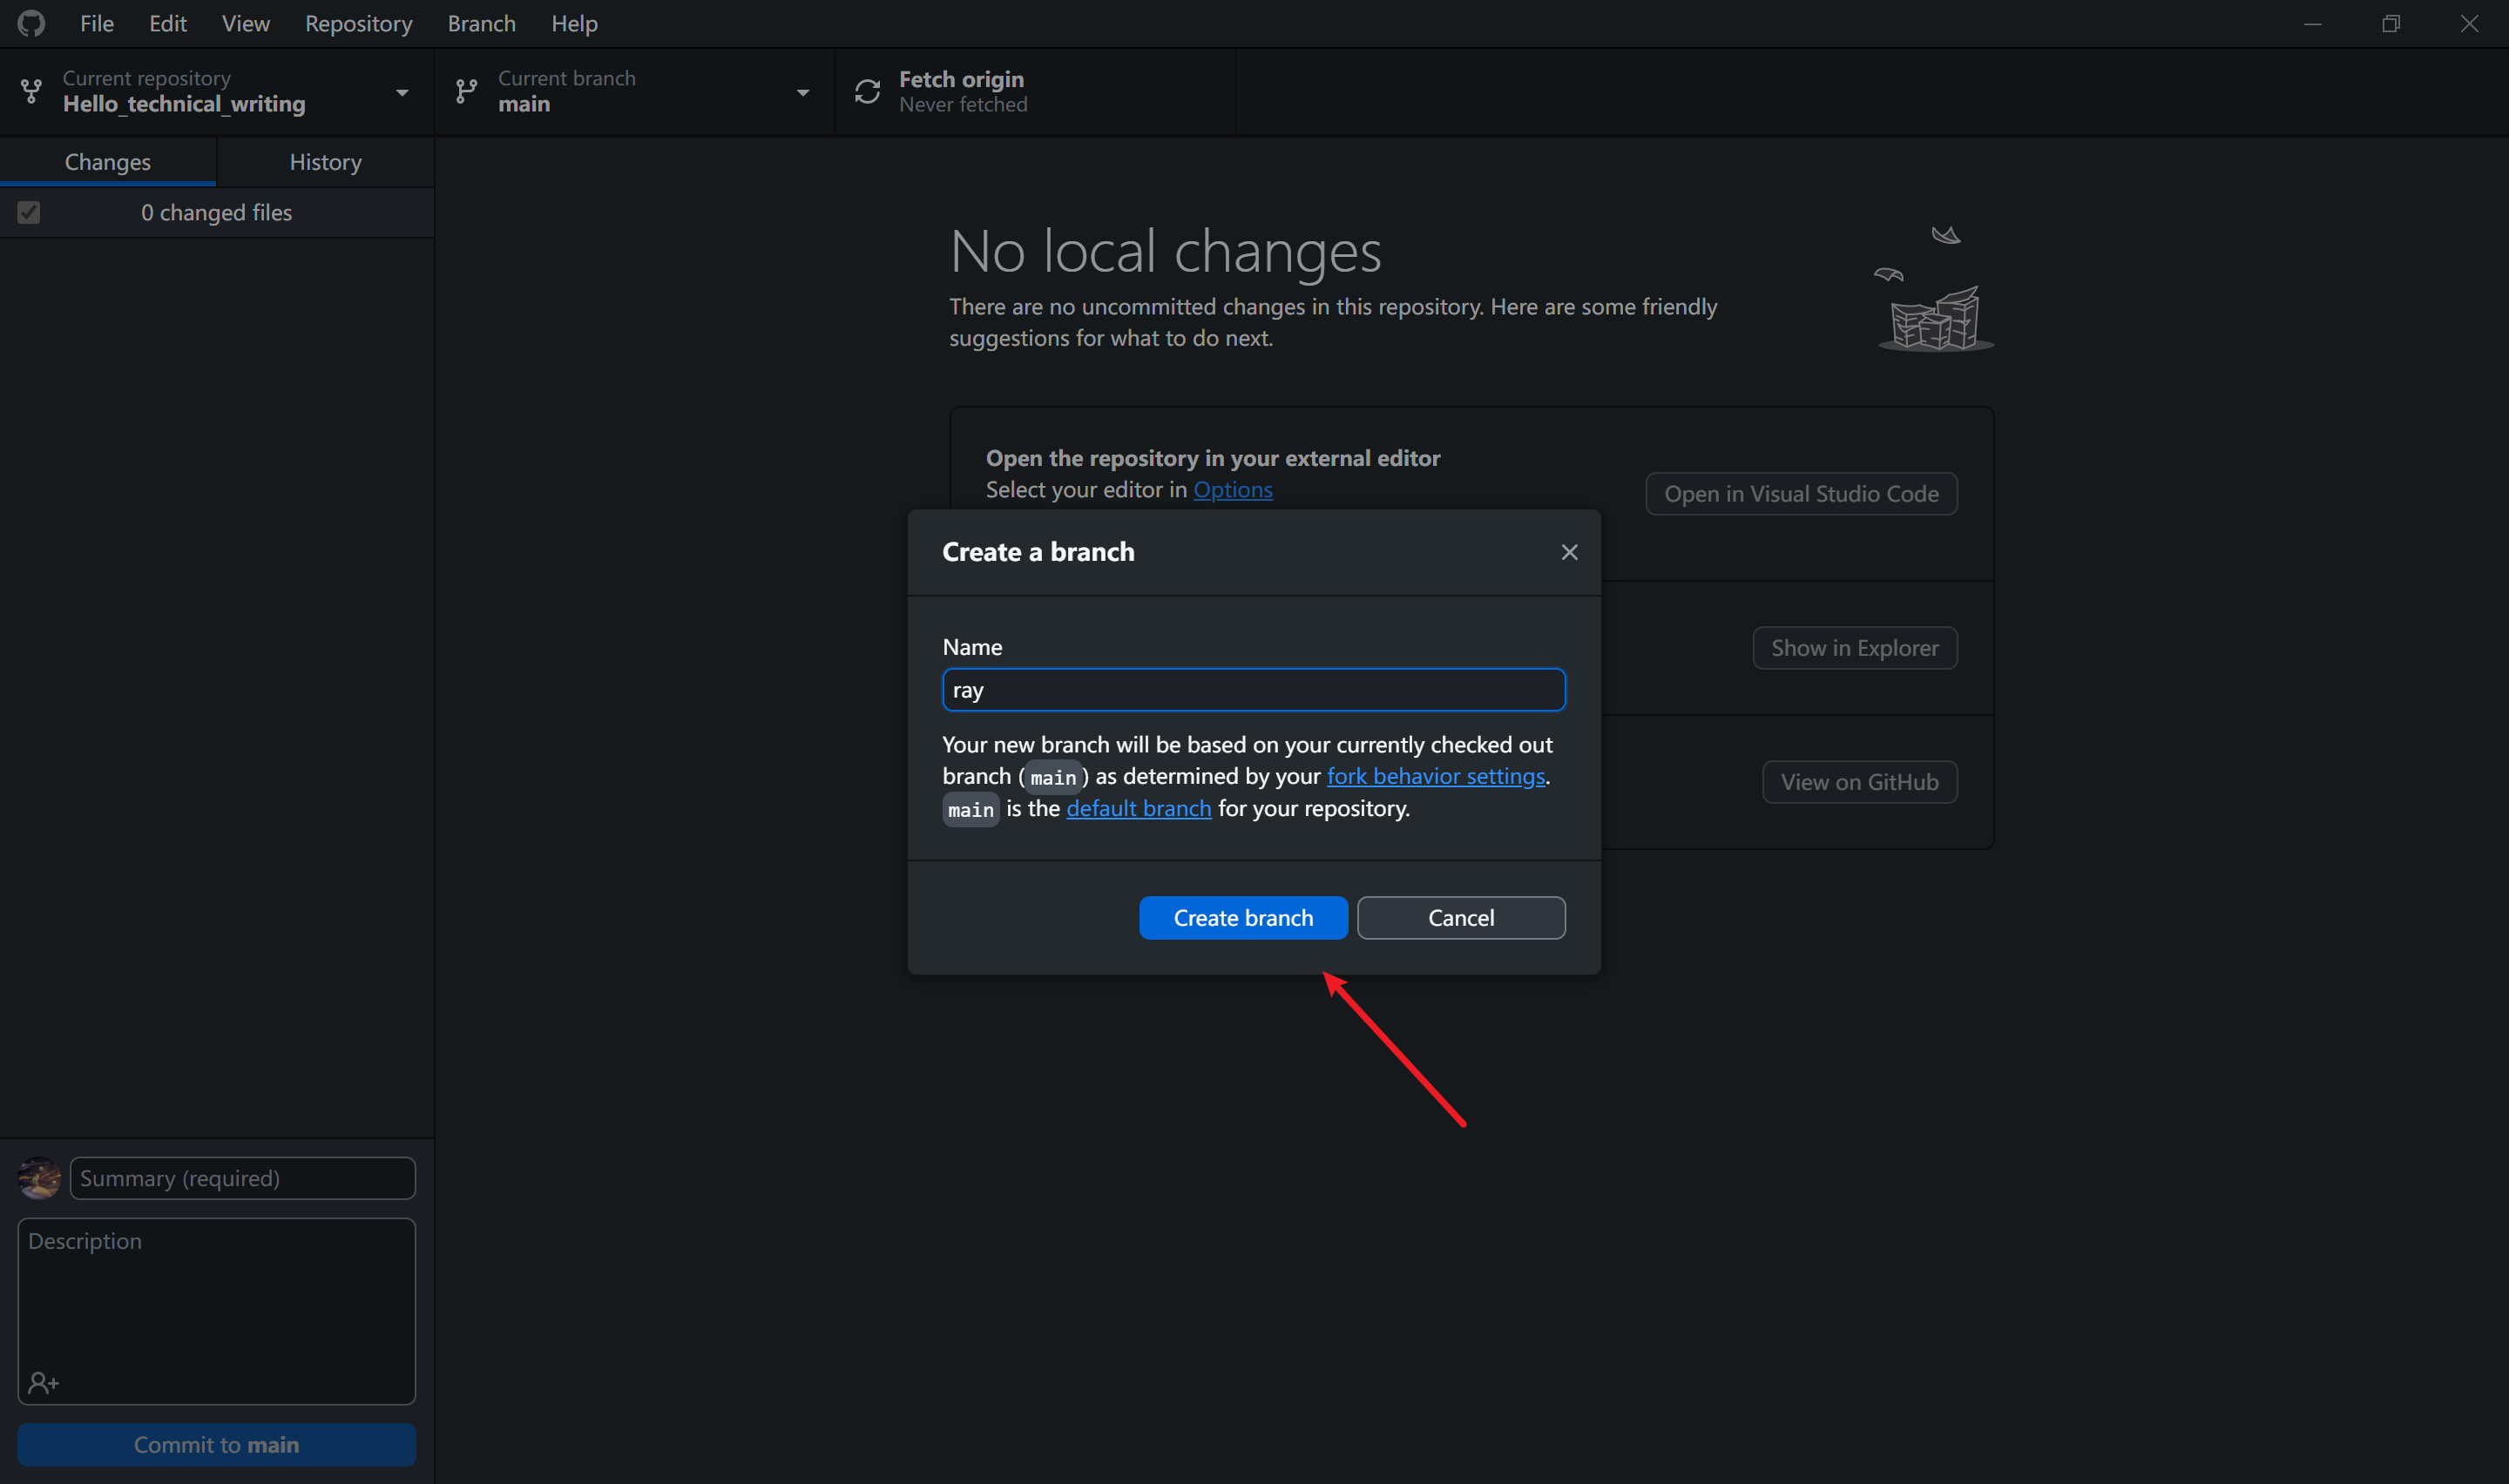 File Edit View Repository Branch Help
Current repository
Hello_technical_writing
Current branch
main
Fetch origin
Never fetched
Changes
History
0 changed files
No local changes
There are no uncommitted changes in this repository. Here are some friendly
suggestions for what to do next.
Open the repository in your external editor
Select your editor in Options
Open in Visual Studio Code
Show in Explorer
View on GitHub
Create a branch
Name
ray
Your new branch will be based on your currently checked out
branch (main) as determined by your fork behavior settings.
main is the default branch for your repository.
Create branch
Cancel
Summary (required)
Description
Commit to main